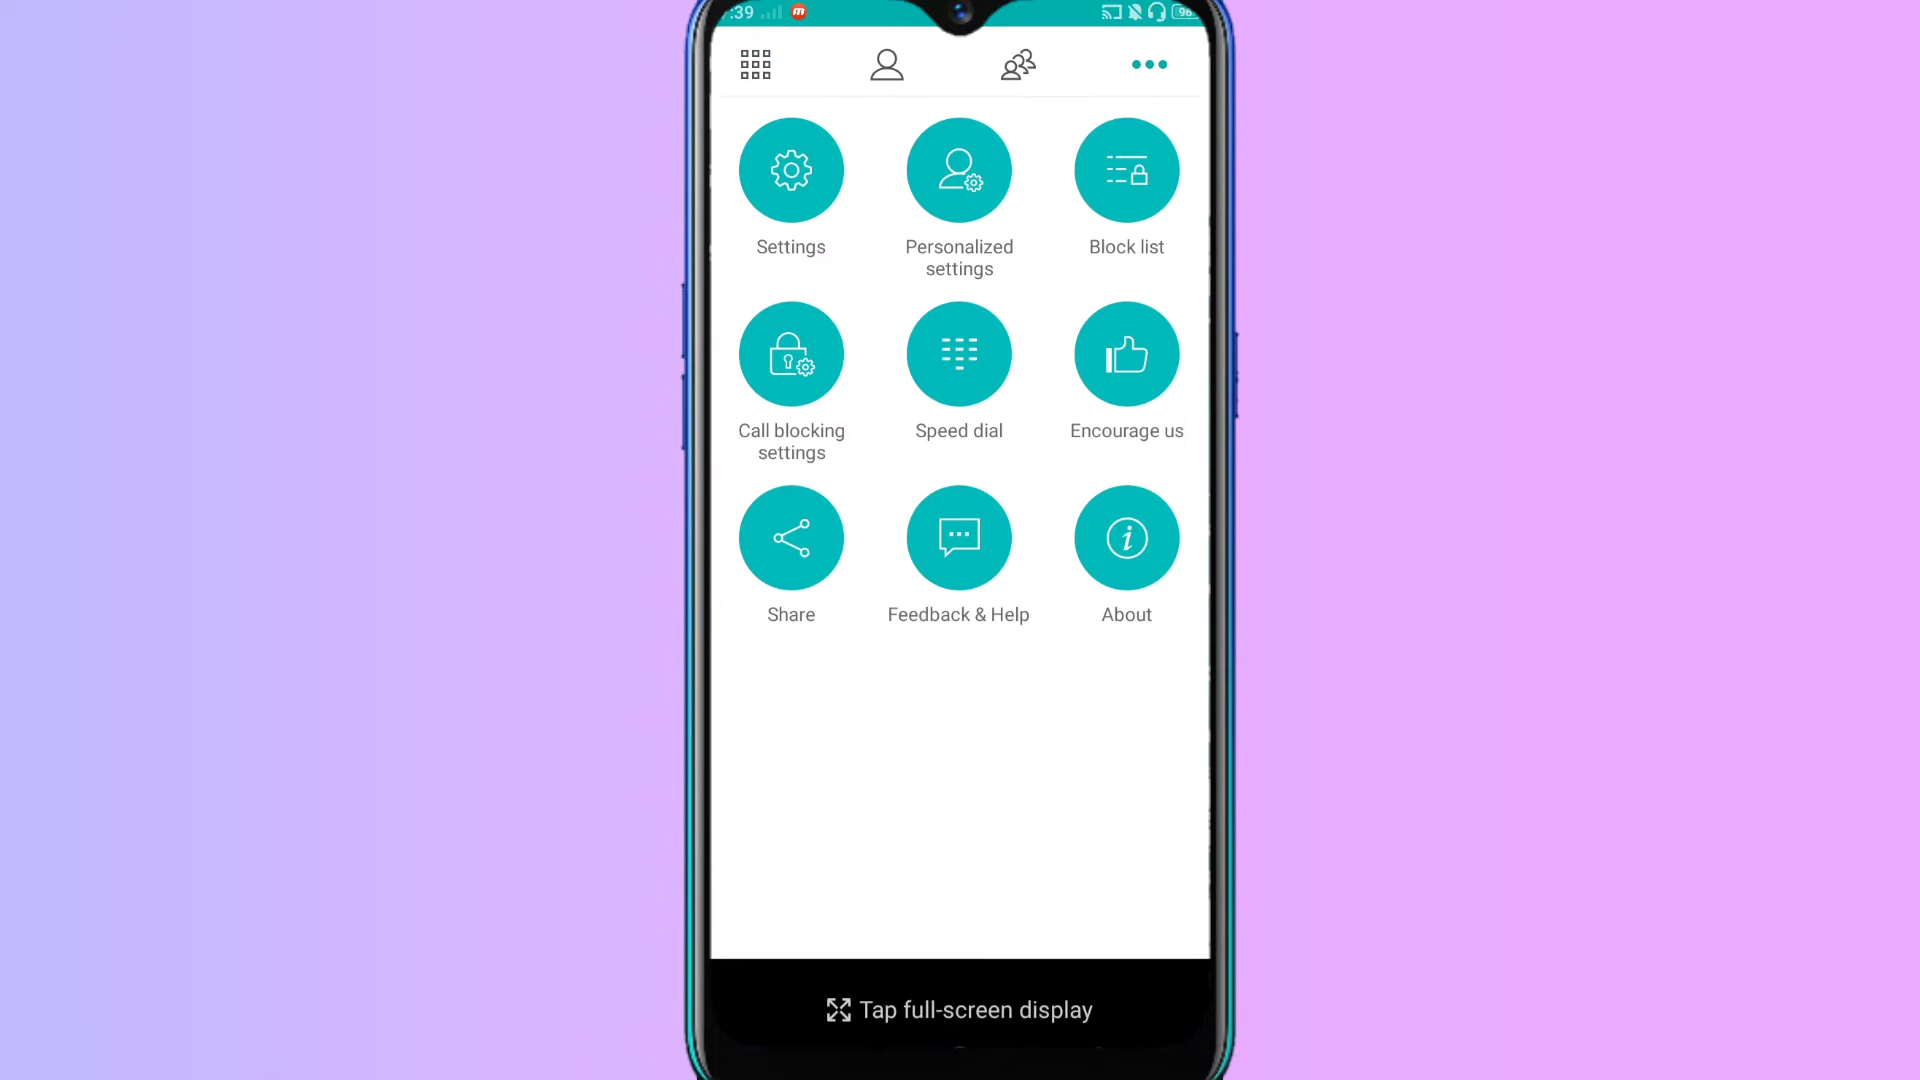 :39
96
Settings
Personalized
settings
Block list
Call blocking
settings
Speed dial
Encourage us
Share
Feedback & Help
About
Tap full-screen display